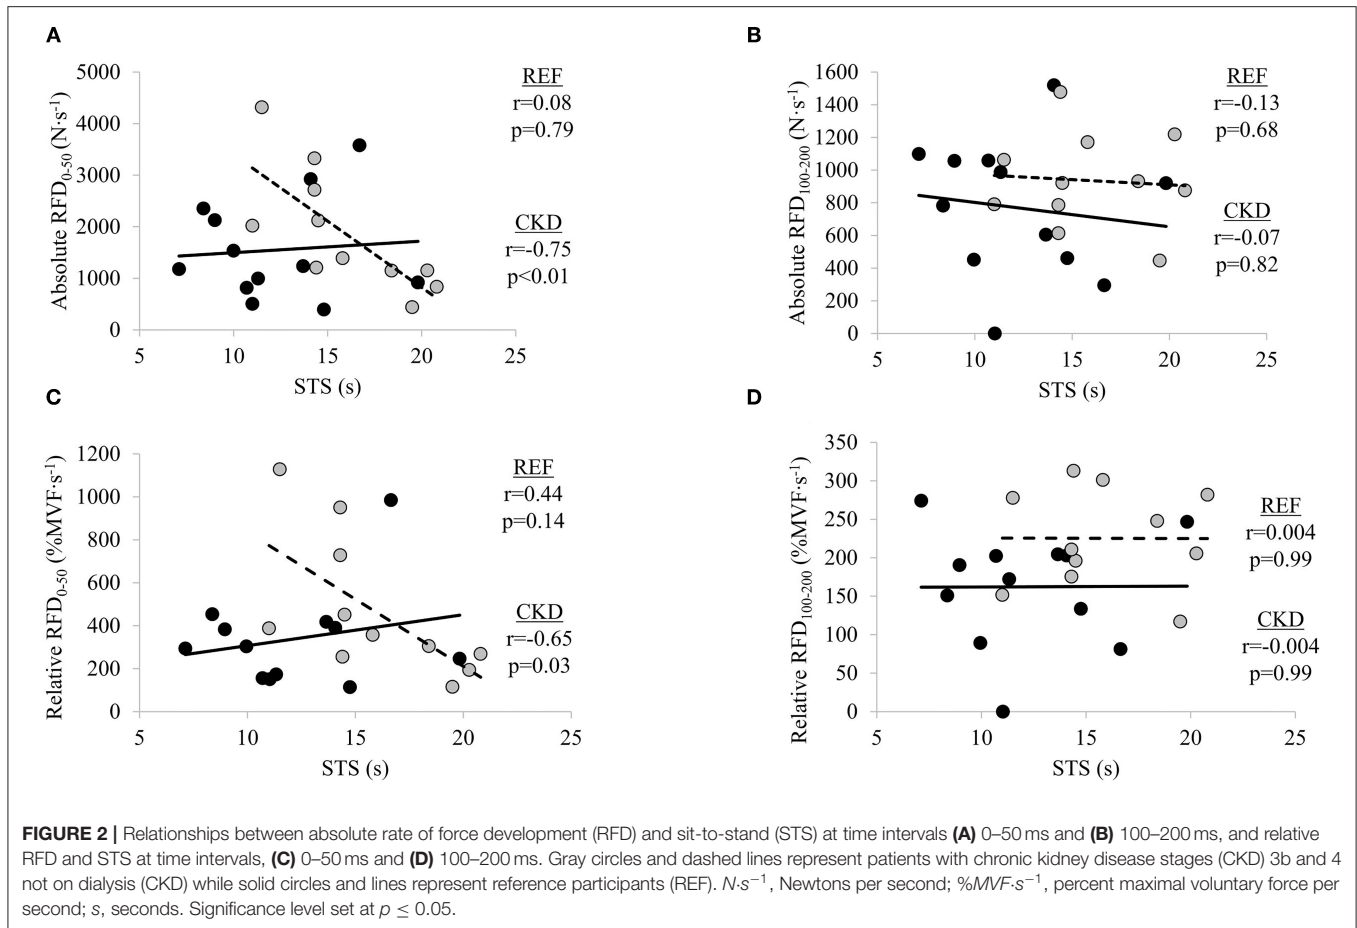 A
Absolute RFD0-50 (N·s-1)
5000
4000
3000
2000
1000
0
5 10 15 20 25
STS (s)
REF
r=0.08
p=0.79
CKD
r=-0.75
p<0.01
B
Absolute RFD100-200 (N·s-1)
1600
1400
1200
1000
800
600
400
200
0
5 10 15 20 25
STS (s)
REF
r=-0.13
p=0.68
CKD
r=-0.07
p=0.82
C
Relative RFD0-50 (%MVF·s-1)
1200
1000
800
600
400
200
0
5 10 15 20 25
STS (s)
REF
r=0.44
p=0.14
CKD
r=-0.65
p=0.03
D
Relative RFD100-200 (%MVF·s-1)
350
300
250
200
150
100
50
0
5 10 15 20 25
STS (s)
REF
r=0.004
p=0.99
CKD
r=-0.004
p=0.99
FIGURE 2 | Relationships between absolute rate of force development (RFD) and sit-to-stand (STS) at time intervals (A) 0–50 ms and (B) 100–200 ms, and relative
RFD and STS at time intervals, (C) 0–50 ms and (D) 100–200 ms. Gray circles and dashed lines represent patients with chronic kidney disease stages (CKD) 3b and 4
not on dialysis (CKD) while solid circles and lines represent reference participants (REF). N·s−1, Newtons per second; %MVF·s−1, percent maximal voluntary force per
second; s, seconds. Significance level set at p ≤ 0.05.